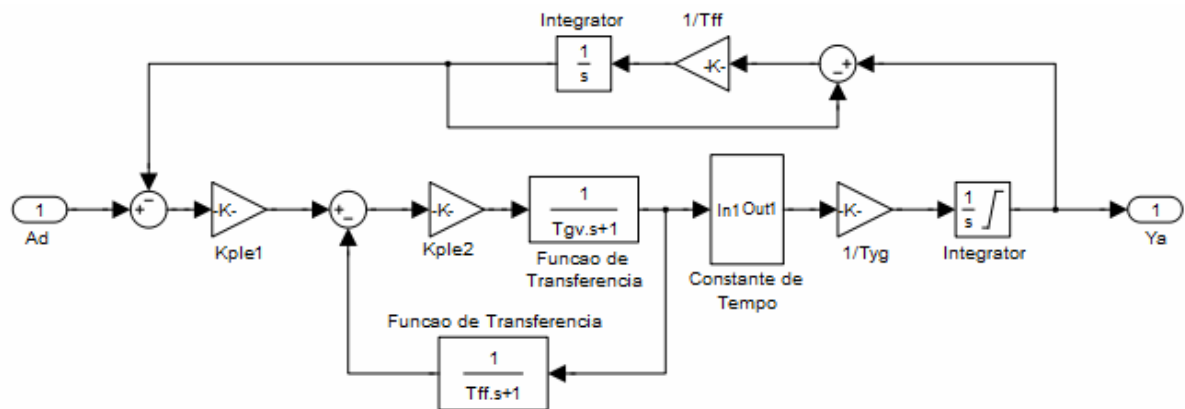 Integrator
1/Tff
1
s
-K-
+
-
-
1
Ad
+
-K-
Kple1
+
-
-K-
Kple2
1
Tgv.s+1
Funcao de
Transferencia
In1 Out1
Constante de
Tempo
-K-
1/Tyg
1
s
Integrator
1
Ya
Funcao de Transferencia
1
Tff.s+1